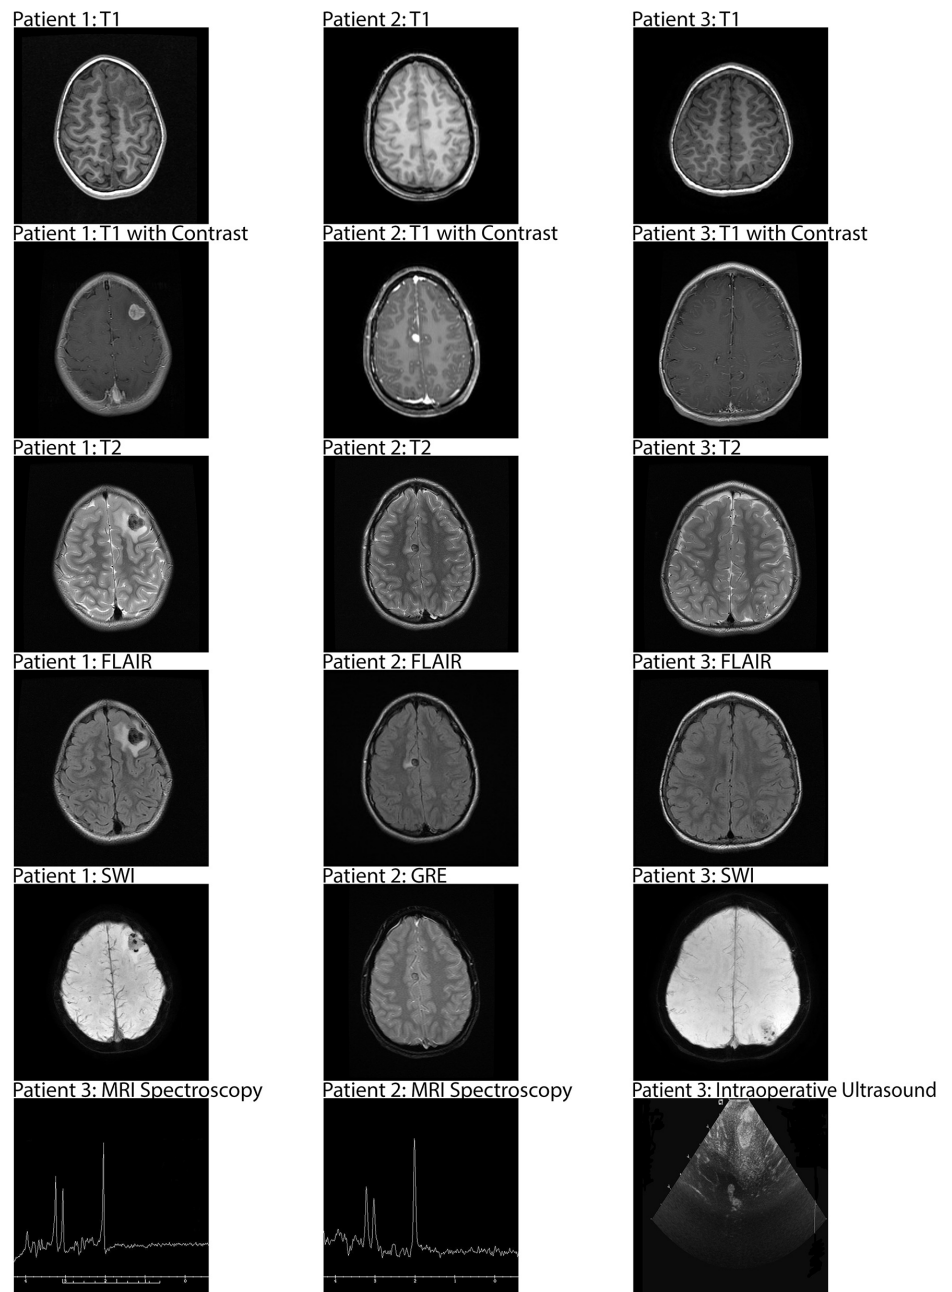 Patient 1: T1
Patient 2: T1
Patient 3: T1
Patient 1: T1 with Contrast
Patient 2: T1 with Contrast
Patient 3: T1 with Contrast
Patient 1: T2
Patient 2: T2
Patient 3: T2
Patient 1: FLAIR
Patient 2: FLAIR
Patient 3: FLAIR
Patient 1: SWI
Patient 2: GRE
Patient 3: SWI
Patient 3: MRI Spectroscopy
Patient 2: MRI Spectroscopy
Patient 3: Intraoperative Ultrasound